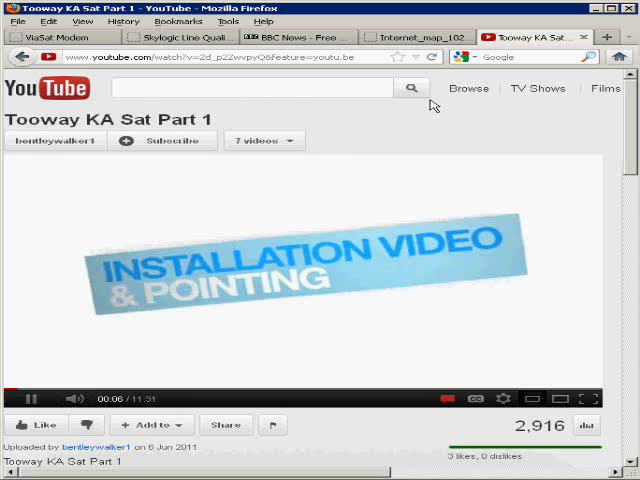 Tooway KA Sat Part 1 - YouTube - Mozilla Firefox
File Edit View History Bookmarks Tools Help
ViaSat Modem Skylogic Line Quali... BBC News - Free ... Internet_map_102... Tooway KA Sat...
www.youtube.com/watch?v=2d_p2Zwvpy0&feature=youtu.be Google
YouTube Browse TV Shows Films
Tooway KA Sat Part 1
bentleywalker1 Subscribe 7 videos
INSTALLATION VIDEO
& POINTING
00:06 / 11:31 CC
Like Add to Share 2,916
Uploaded by bentleywalker1 on 6 Jun 2011
3 likes, 0 dislikes
Tooway KA Sat Part 1